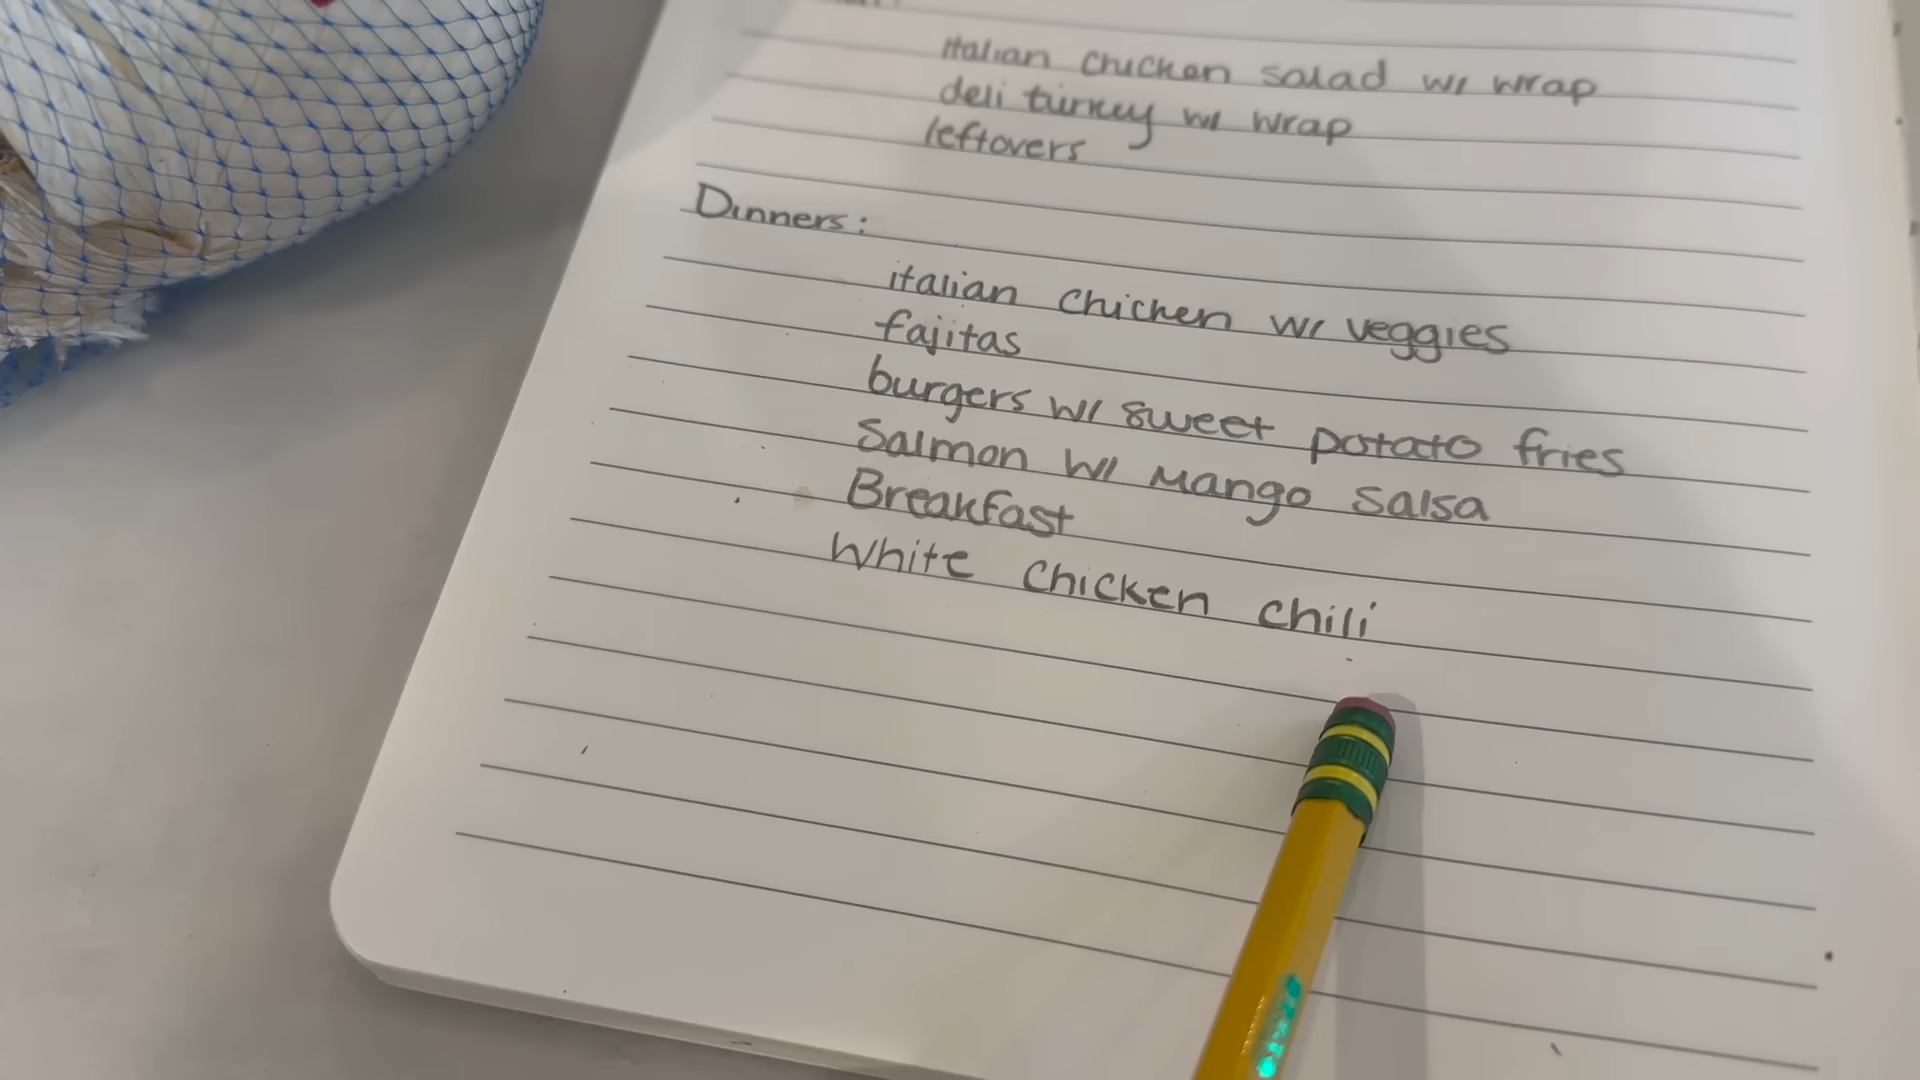 italian chicken salad w/ wrap
deli turkey w/ wrap
leftovers
Dinners:
italian chicken w/ veggies
fajitas
burgers w/ sweet potato fries
Salmon w/ Mango Salsa
Breakfast
White Chicken Chili